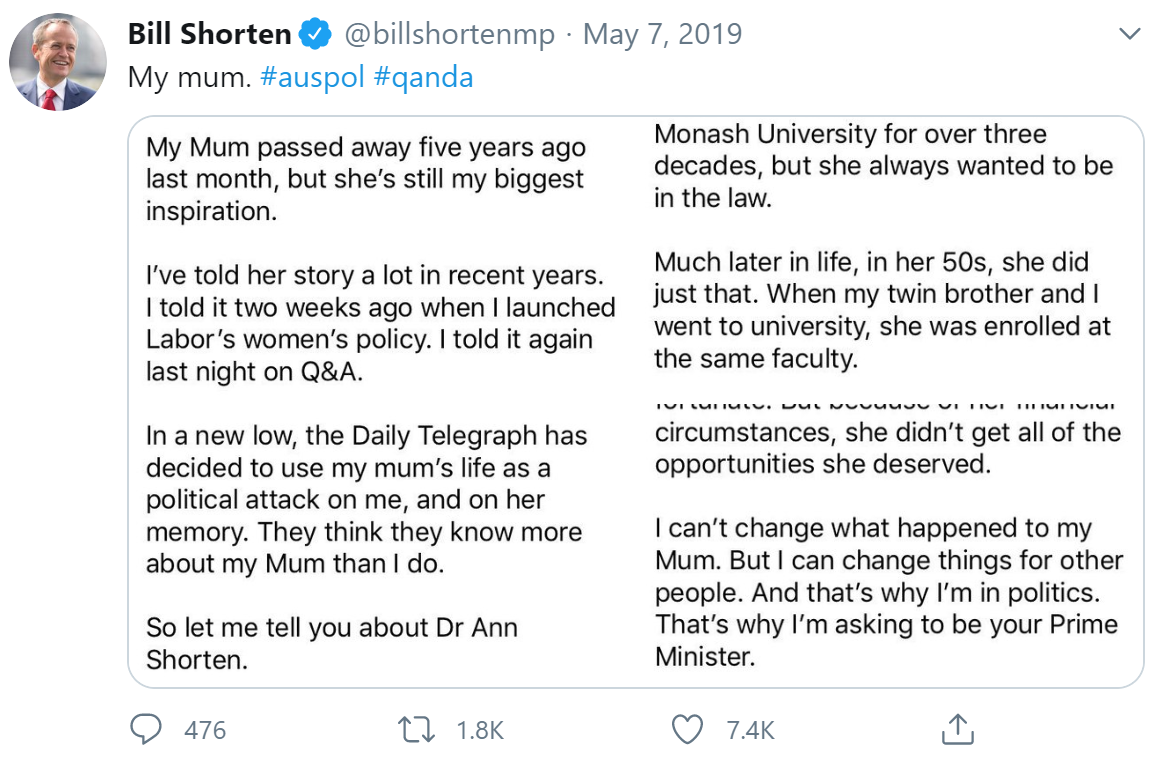 Bill Shorten @billshortenmp · May 7, 2019
My mum. #auspol #qanda
My Mum passed away five years ago
last month, but she's still my biggest
inspiration.
I've told her story a lot in recent years.
I told it two weeks ago when I launched
Labor's women's policy. I told it again
last night on Q&A.
In a new low, the Daily Telegraph has
decided to use my mum's life as a
political attack on me, and on her
memory. They think they know more
about my Mum than I do.
So let me tell you about Dr Ann
Shorten.
Monash University for over three
decades, but she always wanted to be
in the law.
Much later in life, in her 50s, she did
just that. When my twin brother and I
went to university, she was enrolled at
the same faculty.
fortunate. But because of her financial
circumstances, she didn't get all of the
opportunities she deserved.
I can't change what happened to my
Mum. But I can change things for other
people. And that's why I'm in politics.
That's why I'm asking to be your Prime
Minister.
476 1.8K 7.4K